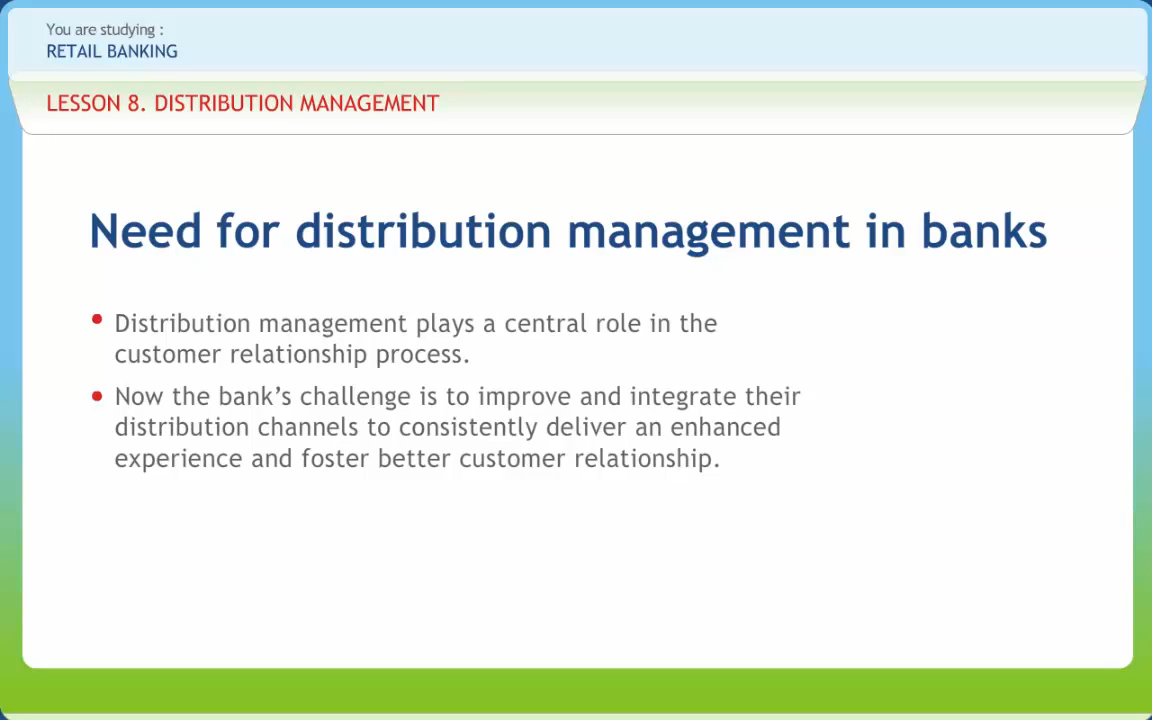 You are studying :
RETAIL BANKING
LESSON 8. DISTRIBUTION MANAGEMENT
Need for distribution management in banks
• Distribution management plays a central role in the
customer relationship process.
• Now the bank’s challenge is to improve and integrate their
distribution channels to consistently deliver an enhanced
experience and foster better customer relationship.